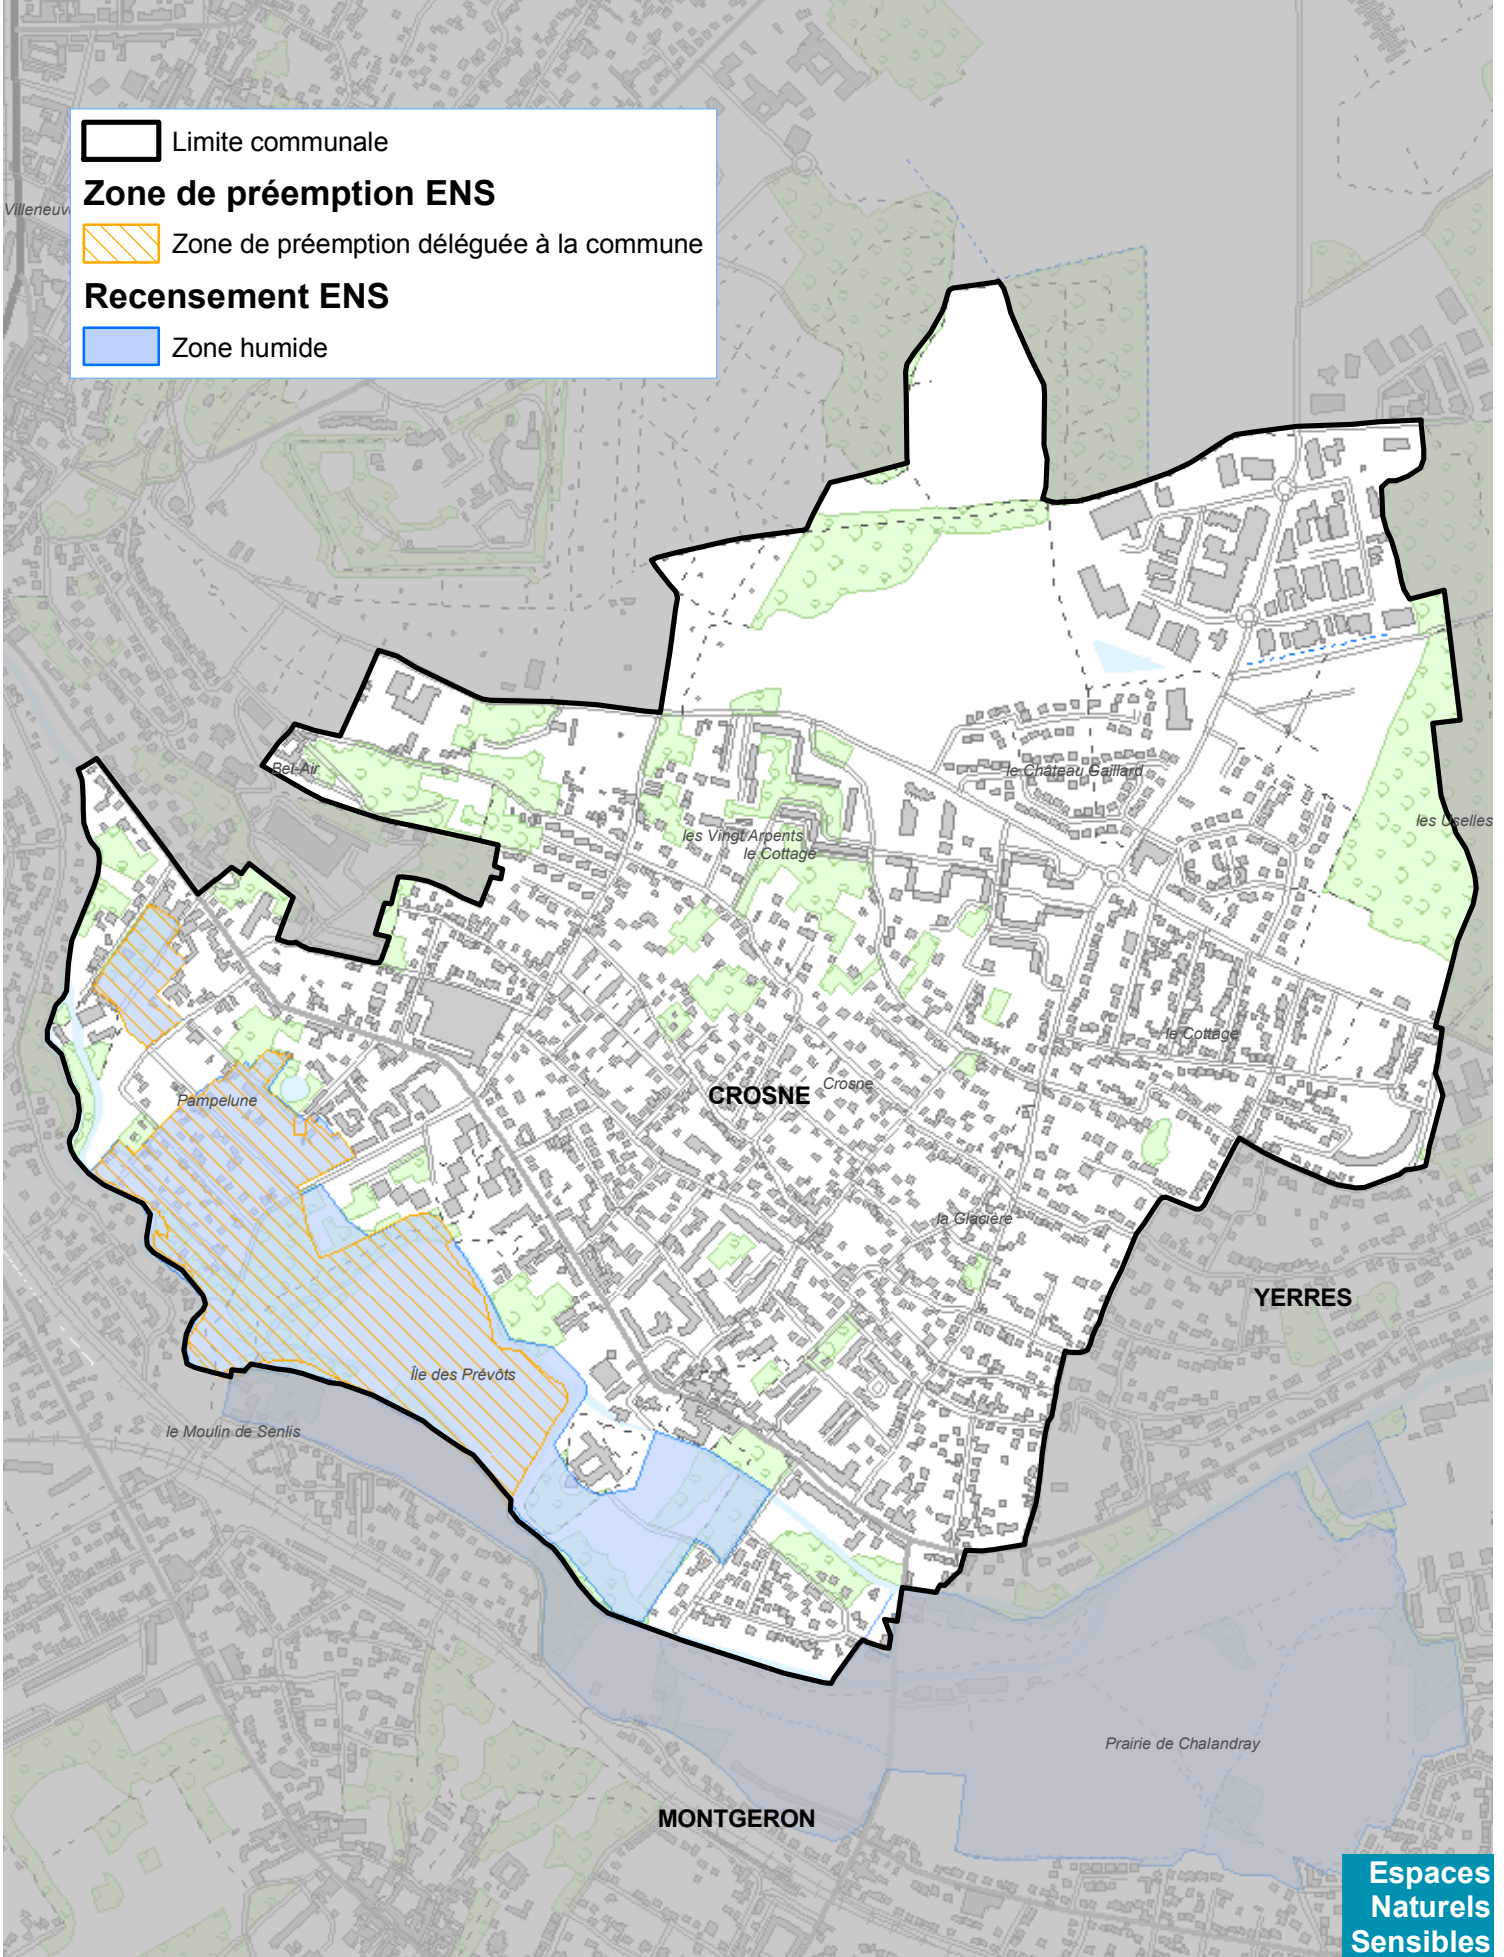 Limite communale
Zone de préemption ENS
Villeneuv
Zone de préemption déléguée à la commune
Recensement ENS
Zone humide
Bel-Air
le Château Gaillard
les Uselles
les Vingt Arpents
le Cottage
le Cottage
Crosne
CROSNE
Pampelune
la Glacière
YERRES
Île des Prévôts
le Moulin de Senlis
Prairie de Chalandray
MONTGERON
Espaces
Naturels
Sensibles